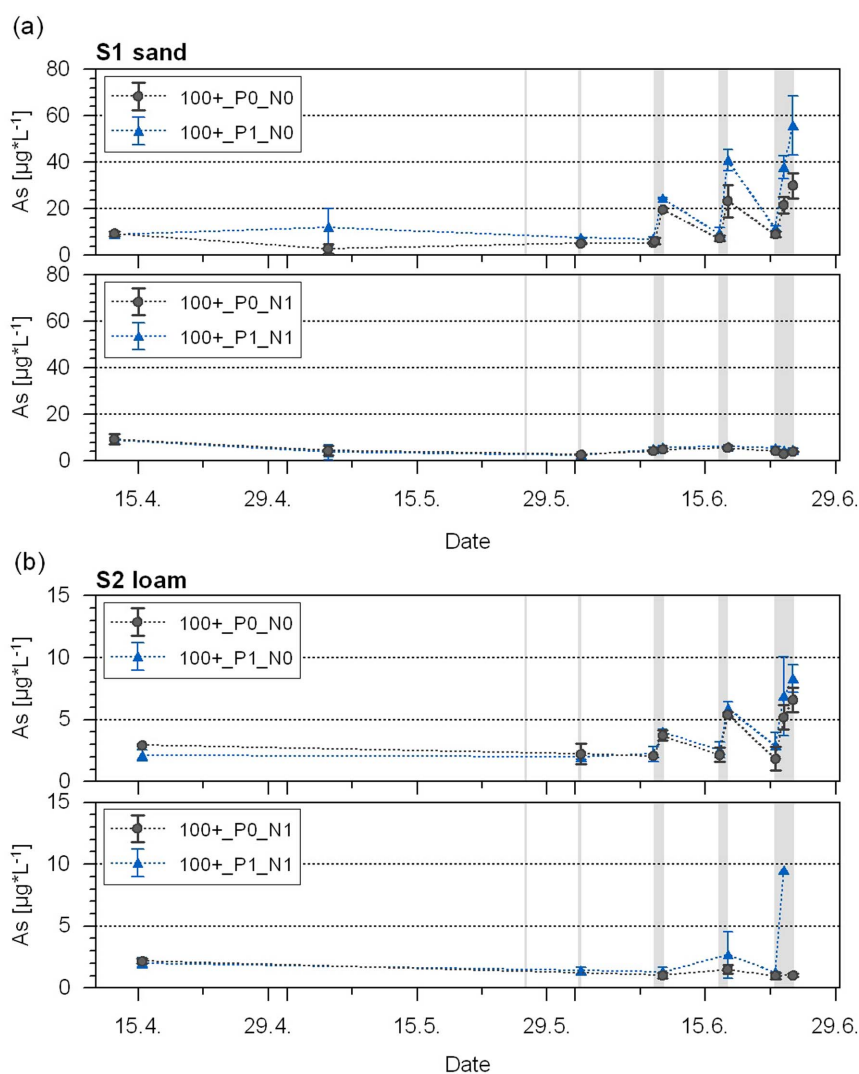 (a)
S1 sand
80
60
40
20
0
As [µg*L⁻¹]
100+_P0_N0
100+_P1_N0
80
60
40
20
0
As [µg*L⁻¹]
100+_P0_N1
100+_P1_N1
15.4. 29.4. 15.5. 29.5. 15.6. 29.6.
Date
(b)
S2 loam
15
10
5
0
As [µg*L⁻¹]
100+_P0_N0
100+_P1_N0
15
10
5
0
As [µg*L⁻¹]
100+_P0_N1
100+_P1_N1
15.4. 29.4. 15.5. 29.5. 15.6. 29.6.
Date